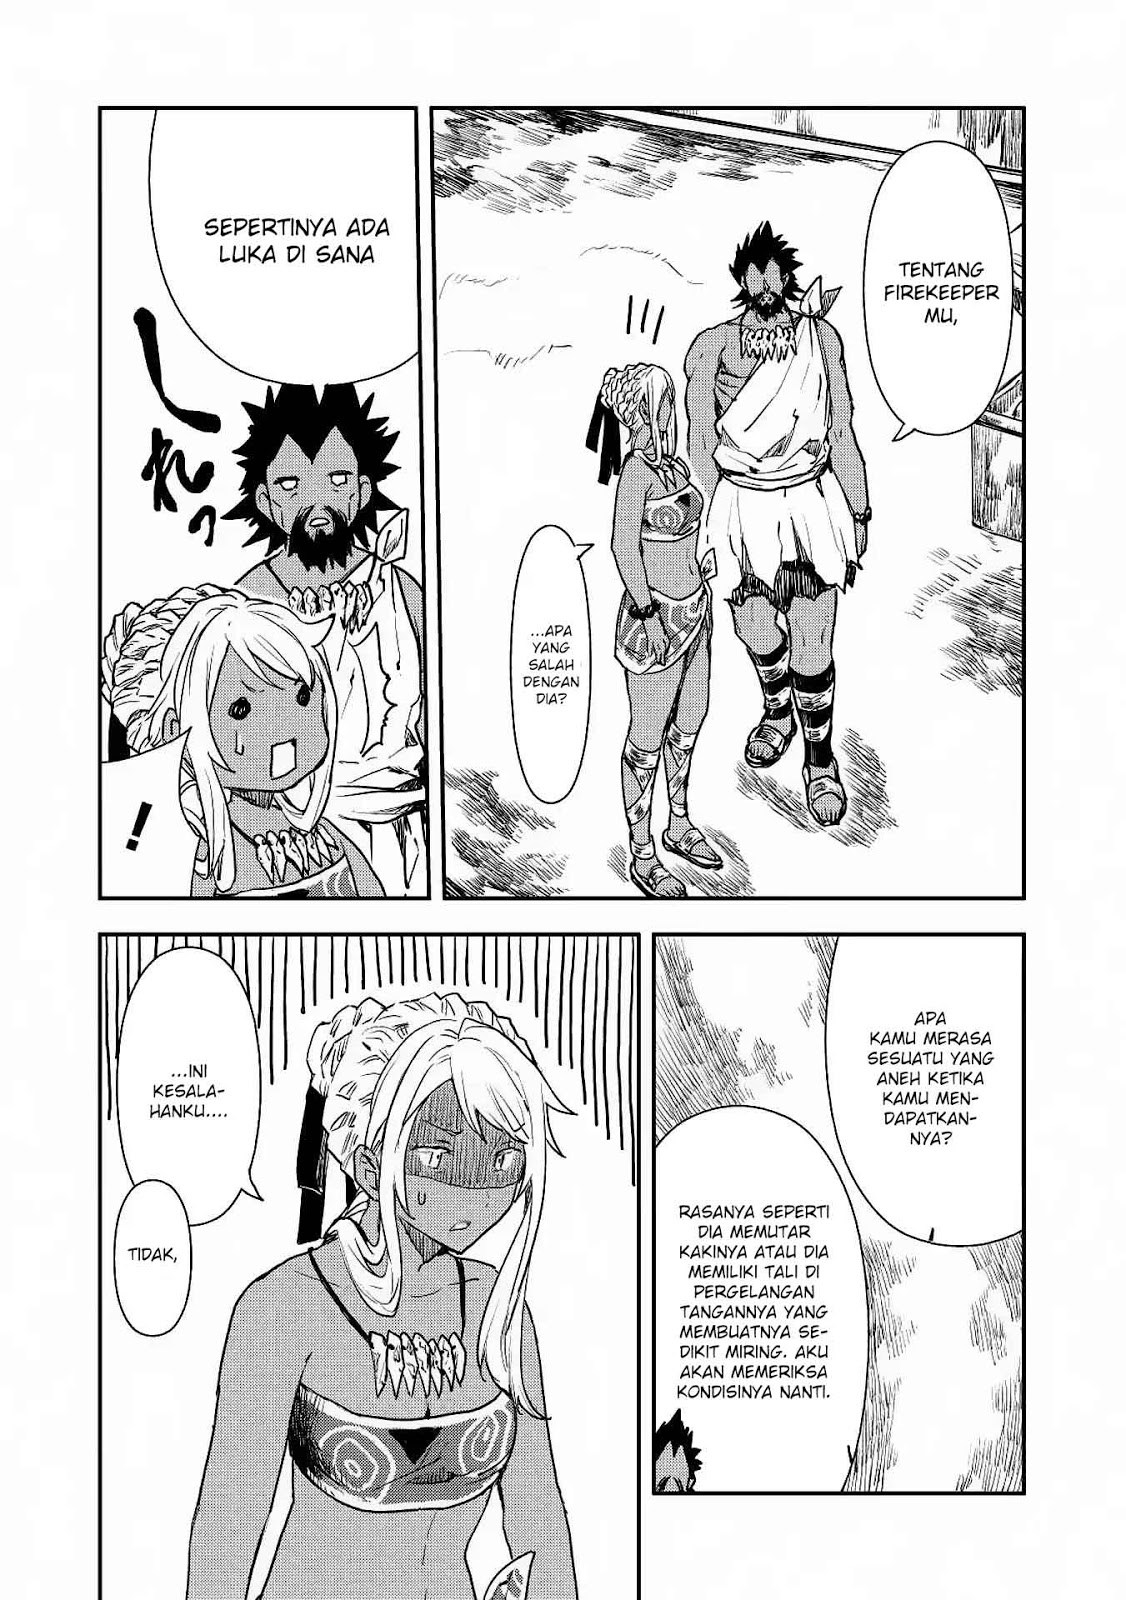 TENTANG
FIREKEEPER
MU,
...APA
YANG
SALAH
DENGAN
DIA?
SEPERTINYA ADA
LUKA DI SANA
しれっ
!
APA
KAMU MERASA
SESUATU YANG
ANEH KETIKA
KAMU MEN-
DAPATKAN-
NYA?
RASANYA SEPERTI
DIA MEMUTAR
KAKINYA ATAU DIA
MEMILIKI TALI DI
PERGELANGAN
TANGANNYA YANG
MEMBUATNYA SE-
DIKIT MIRING. AKU
AKAN MEMERIKSA
KONDISINYA NANTI.
...INI
KESALA-
HANKU....
TIDAK,